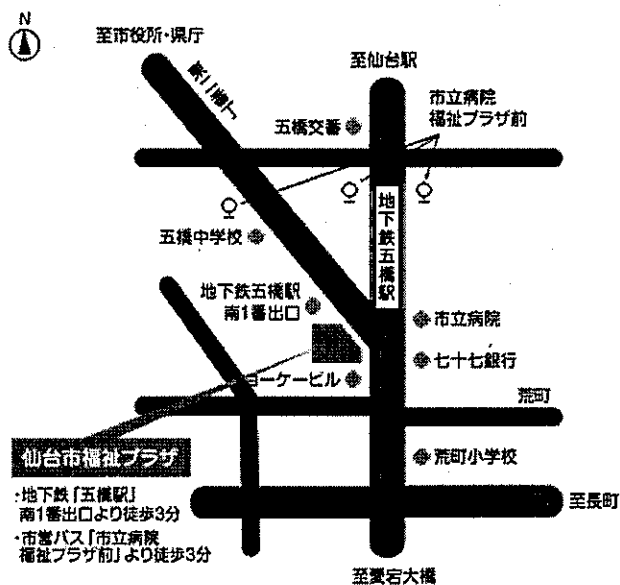 N
至市役所・県庁
東二番丁
至仙台駅
五橋交番
市立病院
福祉プラザ前
地下鉄五橋駅
五橋中学校
地下鉄五橋駅
南1番出口
市立病院
七十七銀行
ヨーケービル
荒町
仙台市福祉プラザ
荒町小学校
・地下鉄「五橋駅」
南1番出口より徒歩3分
・市営バス「市立病院
福祉プラザ前」より徒歩3分
至長町
至愛宕大橋